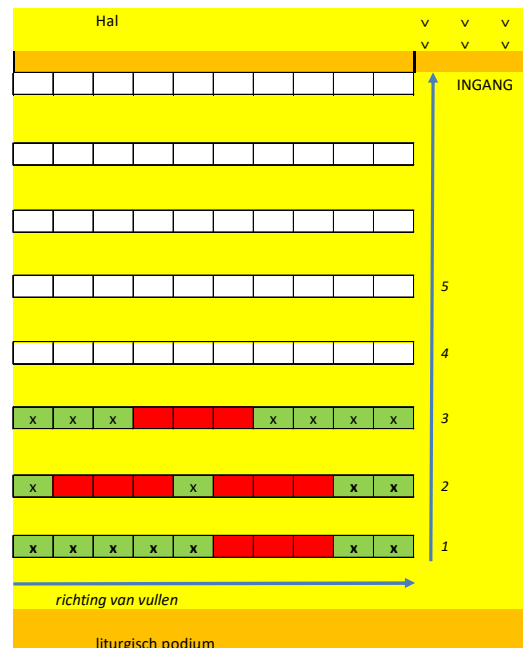 Hal v v v
v v v
INGANG
5
4
x x x x x x x 3
x x x x 2
x x x x x x x 1
richting van vullen
liturgisch podium